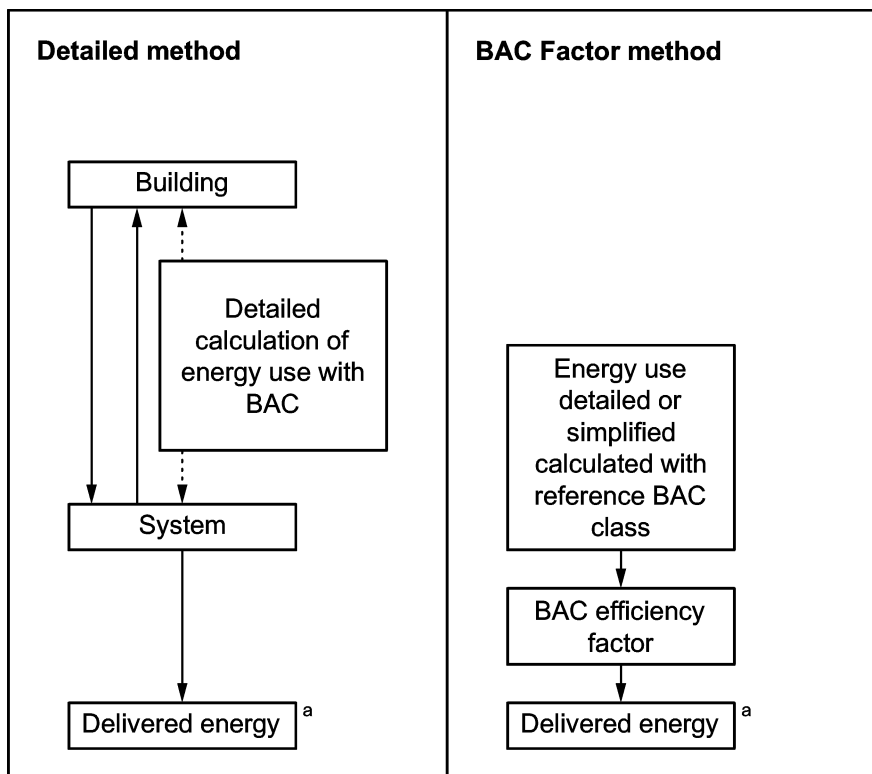 Detailed method
Building
Detailed
calculation of
energy use with
BAC
System
Delivered energy a
BAC Factor method
Energy use
detailed or
simplified
calculated with
reference BAC
class
BAC efficiency
factor
Delivered energy a